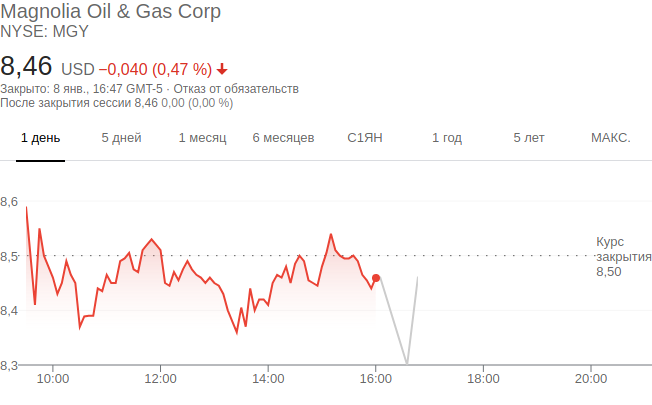 Magnolia Oil & Gas Corp
NYSE: MGY
8,46 USD −0,040 (0,47 %)
Закрыто: 8 янв., 16:47 GMT-5 · Отказ от обязательств
После закрытия сессии 8,46 0,00 (0,00 %)
1 день 5 дней 1 месяц 6 месяцев С1ЯН 1 год 5 лет МАКС.
8,6
8,5
8,4
8,3
Курс
закрытия
8,50
10:00 12:00 14:00 16:00 18:00 20:00